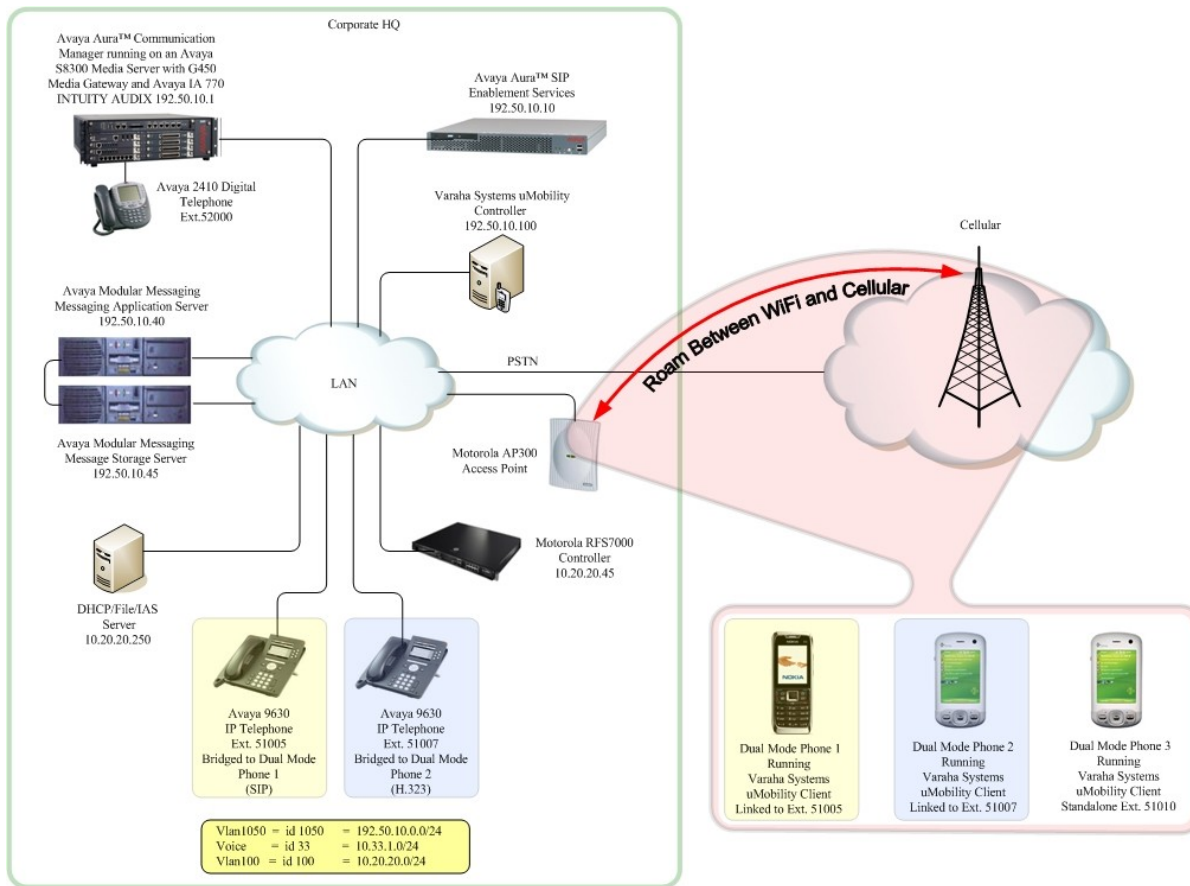 Corporate HQ
Avaya Aura™ Communication
Manager running on an Avaya
S8300 Media Server with G450
Media Gateway and Avaya IA 770
INTUITY AUDIX 192.50.10.1
Avaya Aura™ SIP
Enablement Services
192.50.10.10
Avaya 2410 Digital
Telephone
Ext.52000
Varaha Systems uMobility
Controller
192.50.10.100
Cellular
Roam Between WiFi and Cellular
Avaya Modular Messaging
Messaging Application Server
192.50.10.40
LAN
PSTN
Avaya Modular Messaging
Message Storage Server
192.50.10.45
Motorola AP300
Access Point
DHCP/File/IAS
Server
10.20.20.250
Motorola RFS7000
Controller
10.20.20.45
Avaya 9630
IP Telephone
Ext. 51005
Bridged to Dual Mode
Phone 1
(SIP)
Avaya 9630
IP Telephone
Ext. 51007
Bridged to Dual Mode
Phone 2
(H.323)
NOKIA
Dual Mode Phone 1
Running
Varaha Systems
uMobility Client
Linked to Ext. 51005
Dual Mode Phone 2
Running
Varaha Systems
uMobility Client
Linked to Ext. 51007
Dual Mode Phone 3
Running
Varaha Systems
uMobility Client
Standalone Ext. 51010
Vlan1050 = id 1050 = 192.50.10.0.0/24
Voice = id 33 = 10.33.1.0/24
Vlan100 = id 100 = 10.20.20.0/24